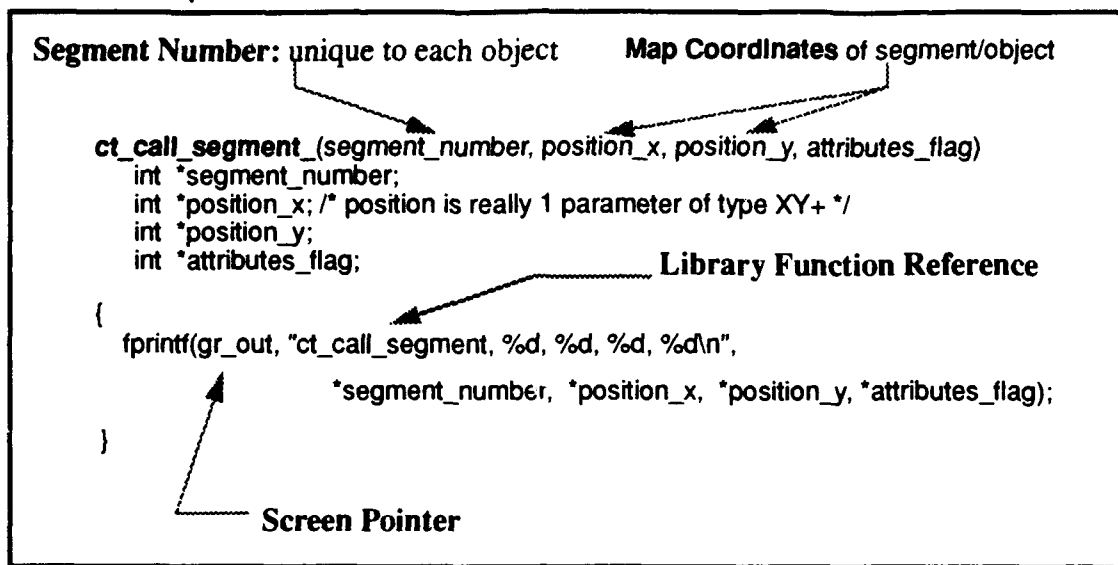 Segment Number: unique to each object Map Coordinates of segment/object
ct_call_segment_(segment_number, position_x, position_y, attributes_flag)
int *segment_number;
int *position_x; /* position is really 1 parameter of type XY+ */
int *position_y;
int *attributes_flag;
Library Function Reference
{
fprintf(gr_out, "ct_call_segment, %d, %d, %d, %d\n",
*segment_number, *position_x, *position_y, *attributes_flag);
}
Screen Pointer